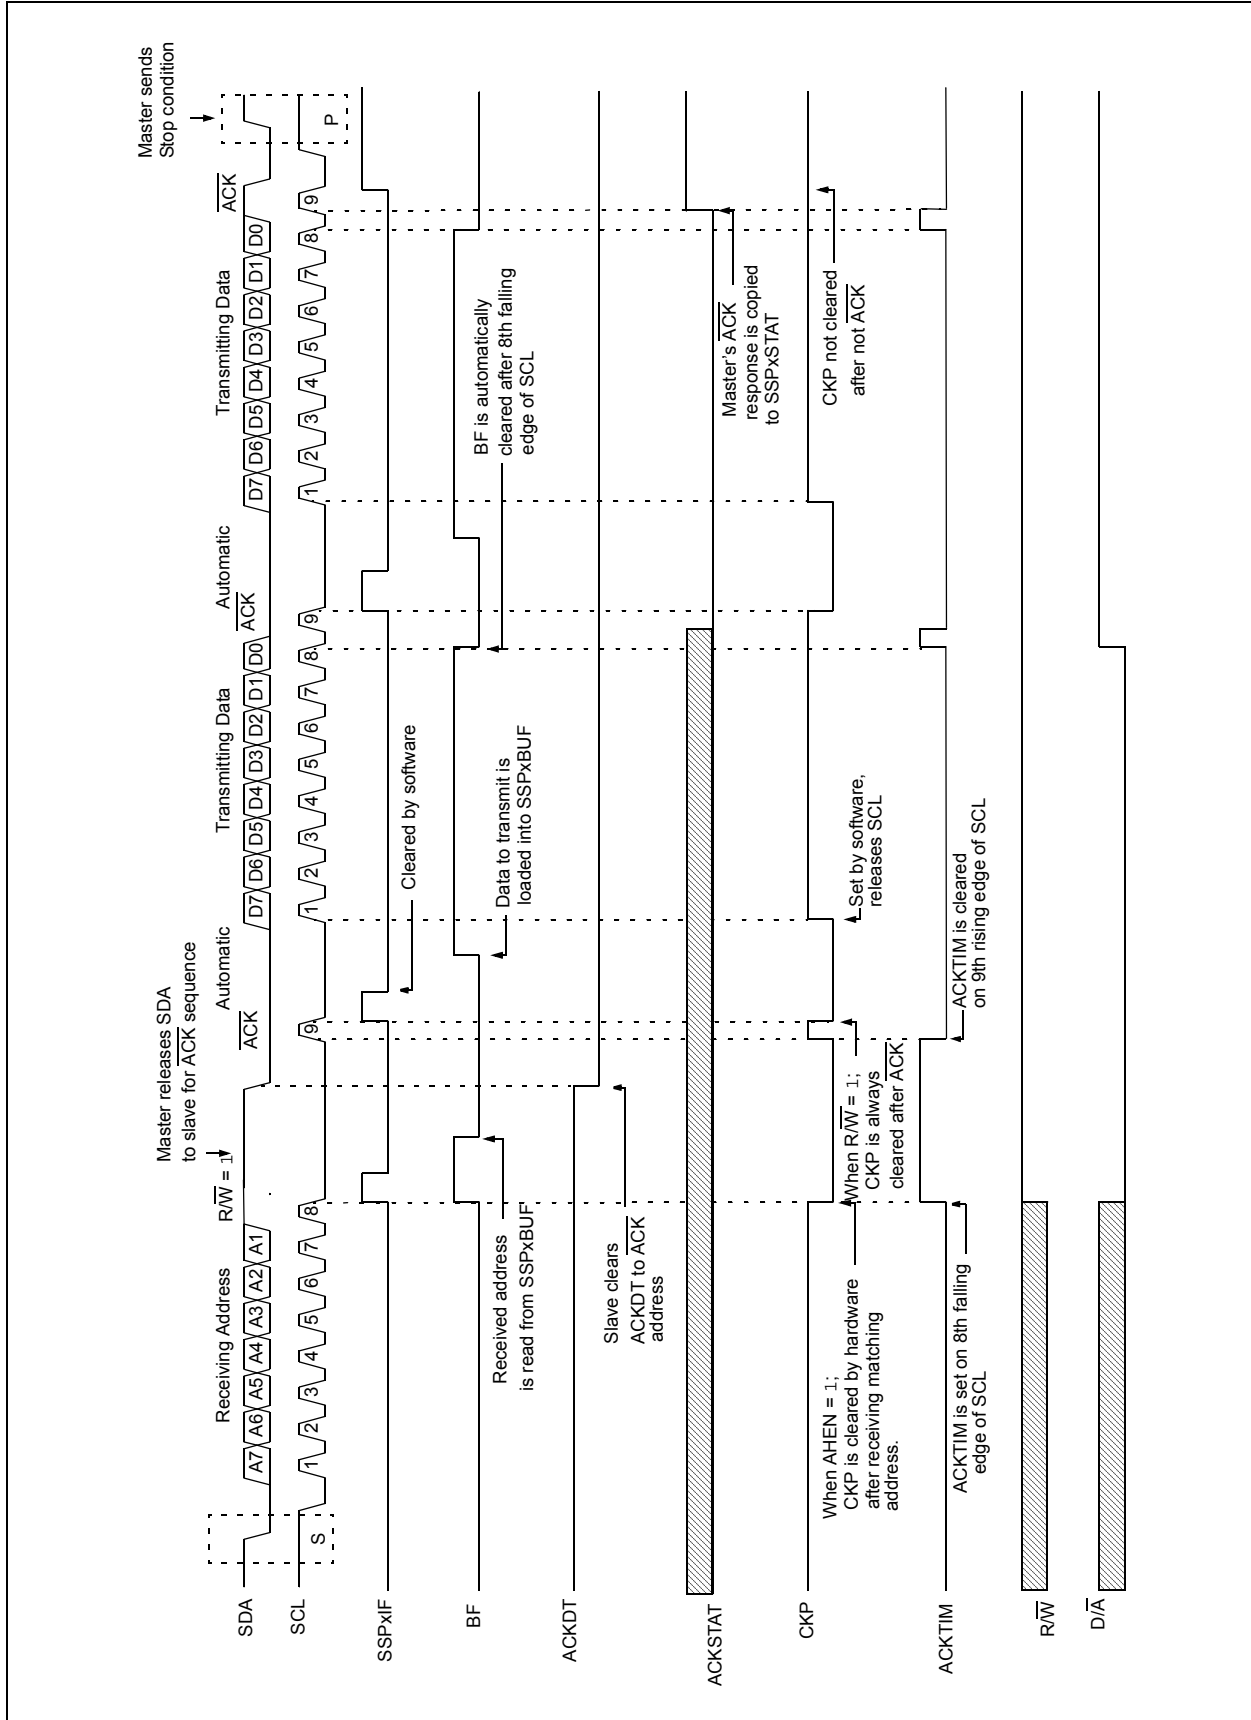 Master releases SDA
to slave for ACK sequence
Master sends
Stop condition
Receiving Address
R/W = 1
ACK
Automatic
Transmitting Data
ACK
Automatic
Transmitting Data
ACK
SDA
A7 A6 A5 A4 A3 A2 A1
D7 D6 D5 D4 D3 D2 D1 D0
D7 D6 D5 D4 D3 D2 D1 D0
SCL
S
1 2 3 4 5 6 7 8 9
1 2 3 4 5 6 7 8 9
1 2 3 4 5 6 7 8 9
P
SSPxIF
Cleared by software
BF
Received address
is read from SSPxBUF
Data to transmit is
loaded into SSPxBUF
BF is automatically
cleared after 8th falling
edge of SCL
ACKDT
Slave clears
ACKDT to ACK
address
ACKSTAT
Master's ACK
response is copied
to SSPxSTAT
CKP
When AHEN = 1;
CKP is cleared by hardware
after receiving matching
address.
When R/W = 1;
CKP is always
cleared after ACK
Set by software,
releases SCL
CKP not cleared
after not ACK
ACKTIM
ACKTIM is set on 8th falling
edge of SCL
ACKTIM is cleared
on 9th rising edge of SCL
R/W
D/A